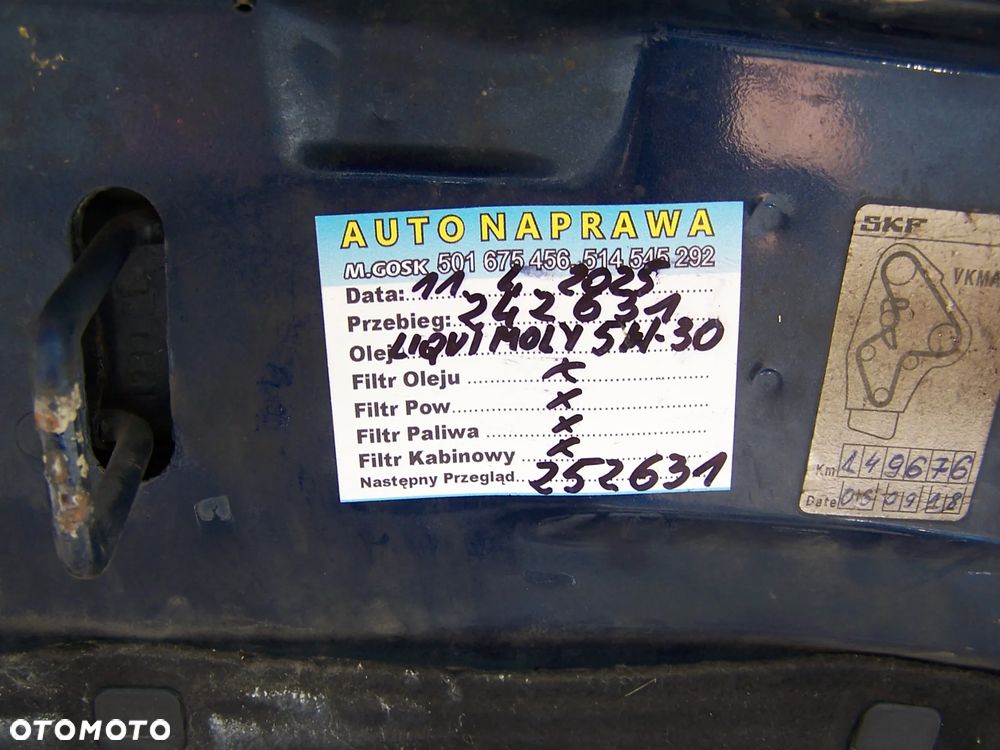 AUTO NAPRAWA
M.GOSK 501 675 456 514 545 292
Data: 11 4 2025
Przebieg: 242631
Olej LIQUI MOLY 5W-30
Filtr Oleju x
Filtr Pow x
Filtr Paliwa x
Filtr Kabinowy x
Następny Przegląd 252631
SKF
VKMA
Km 149676
Date 05 09 18
OTOMOTO